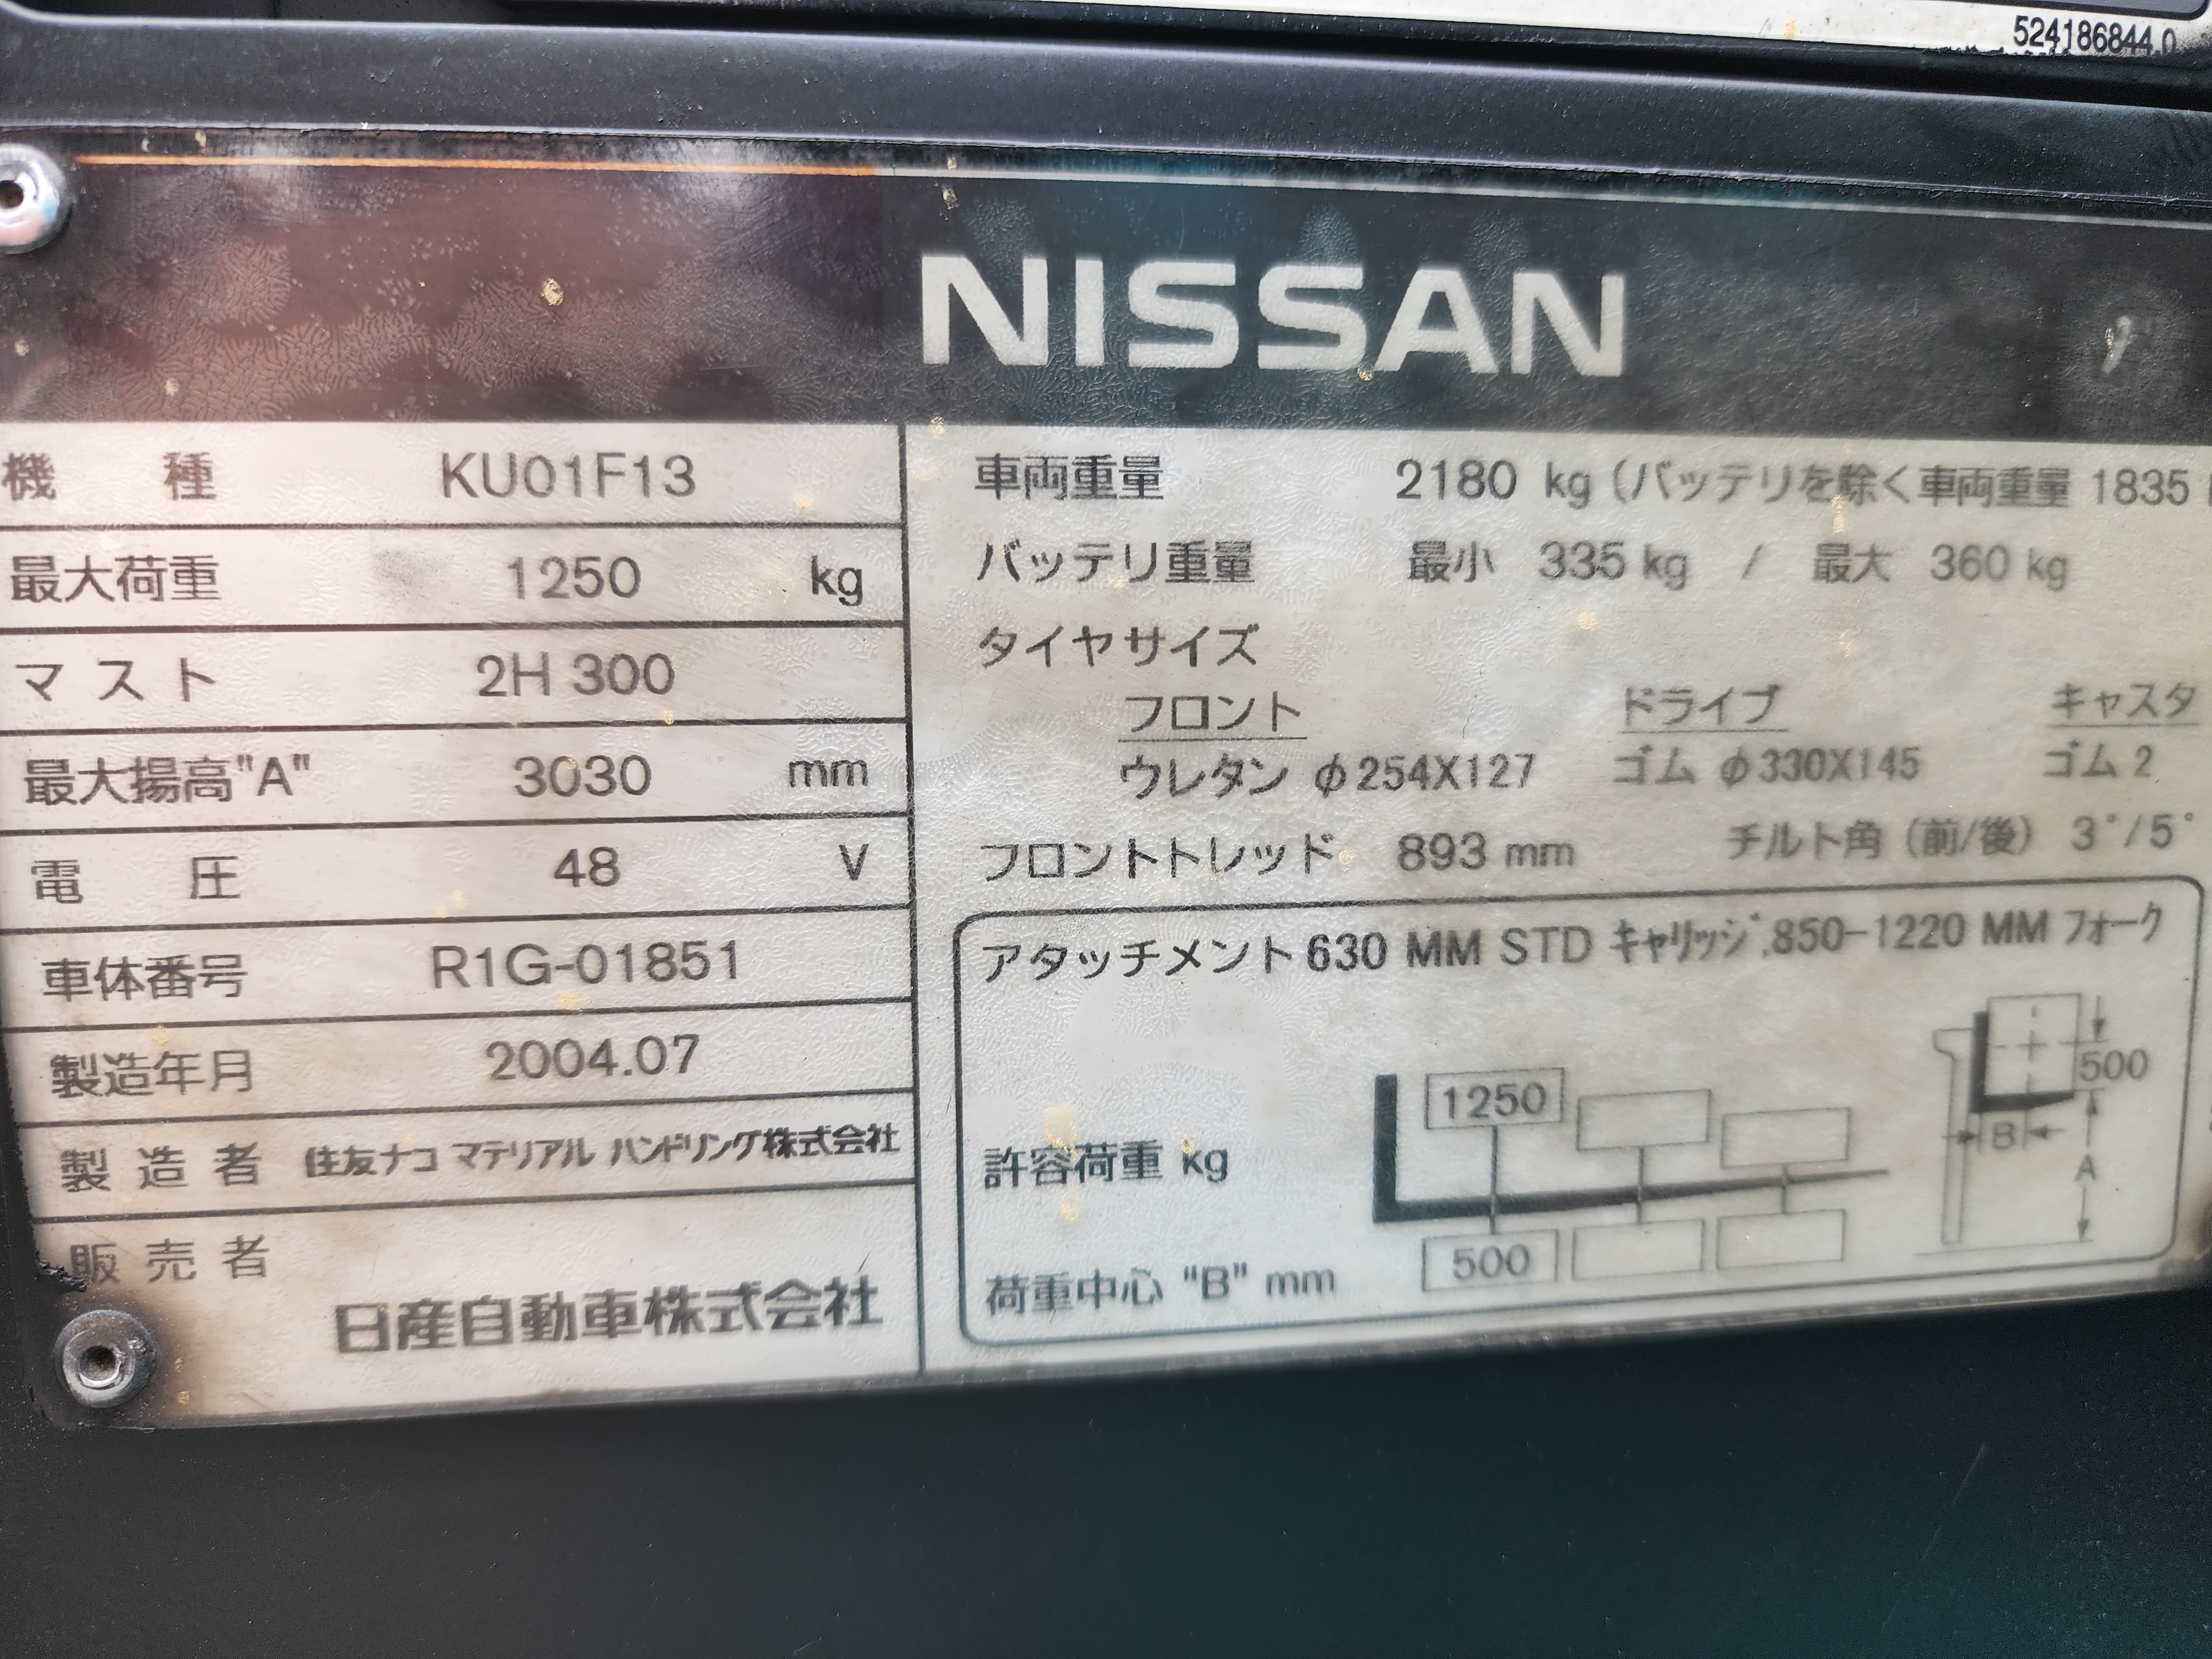 524186844.0
NISSAN
機種 KU01F13
最大荷重 1250 kg
マスト 2H 300
最大揚高"A" 3030 mm
電圧 48 V
車体番号 R1G-01851
製造年月 2004.07
製造者 住友ナコ マテリアル ハンドリング株式会社
販売者
日産自動車株式会社
車両重量 2180 kg (バッテリを除く車両重量 1835
バッテリ重量 最小 335 kg / 最大 360 kg
タイヤサイズ
フロント ドライブ キャスタ
ウレタン φ254X127 ゴム φ330X145 ゴム 2
フロントトレッド 893 mm チルト角 (前/後) 3°/5°
アタッチメント 630 MM STD ｷｬﾘｯｼﾞ,850-1220 MM ﾌｫｰｸ
500
1250
B
許容荷重 kg
A
荷重中心 "B" mm 500